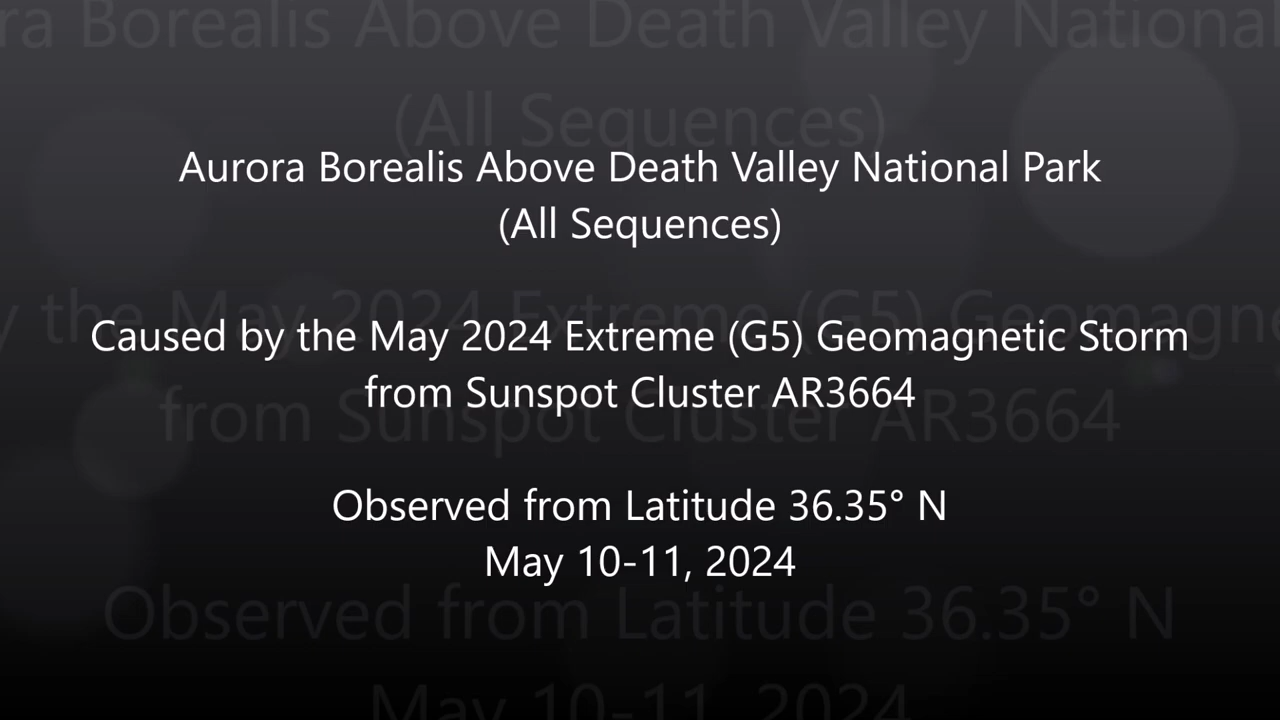 Aurora Borealis Above Death Valley National Park
(All Sequences)
Caused by the May 2024 Extreme (G5) Geomagnetic Storm
from Sunspot Cluster AR3664
Observed from Latitude 36.35° N
May 10-11, 2024